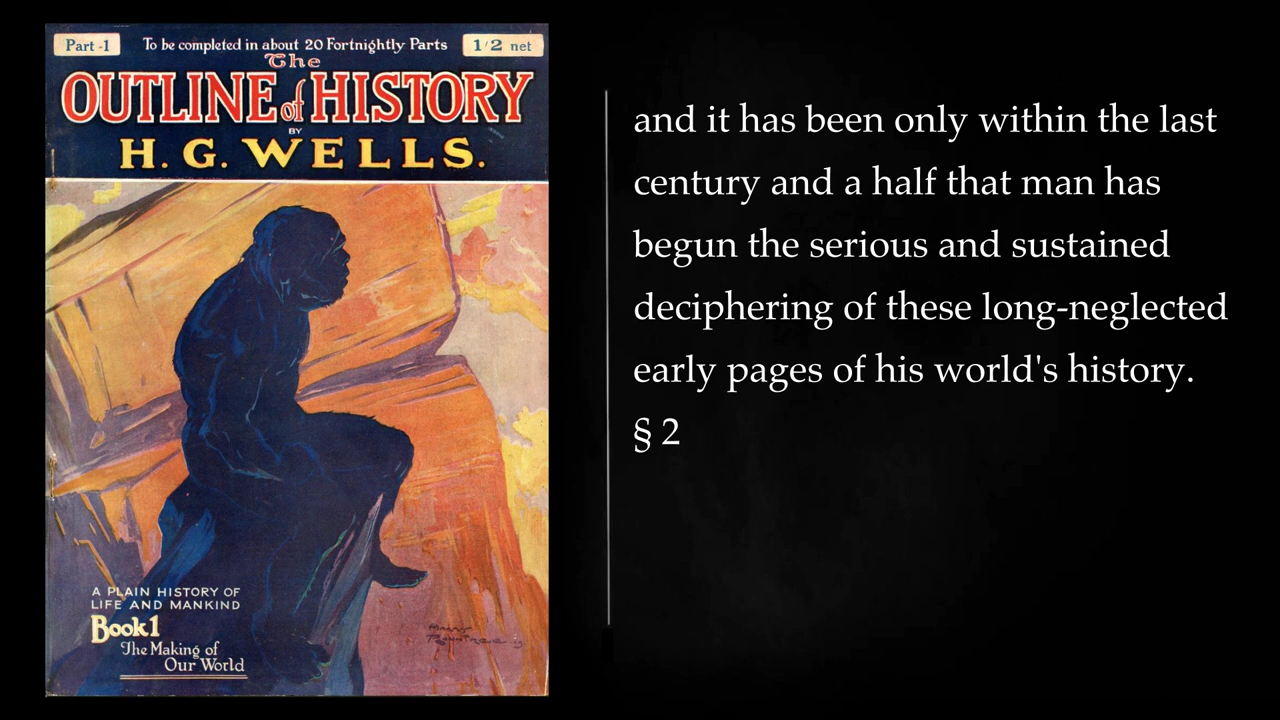 Part -1
To be completed in about 20 Fortnightly Parts
1/2 net
The
OUTLINE of HISTORY
BY
H. G. WELLS.
A PLAIN HISTORY OF
LIFE AND MANKIND
Book 1
The Making of
Our World
and it has been only within the last
century and a half that man has
begun the serious and sustained
deciphering of these long-neglected
early pages of his world's history.
§ 2